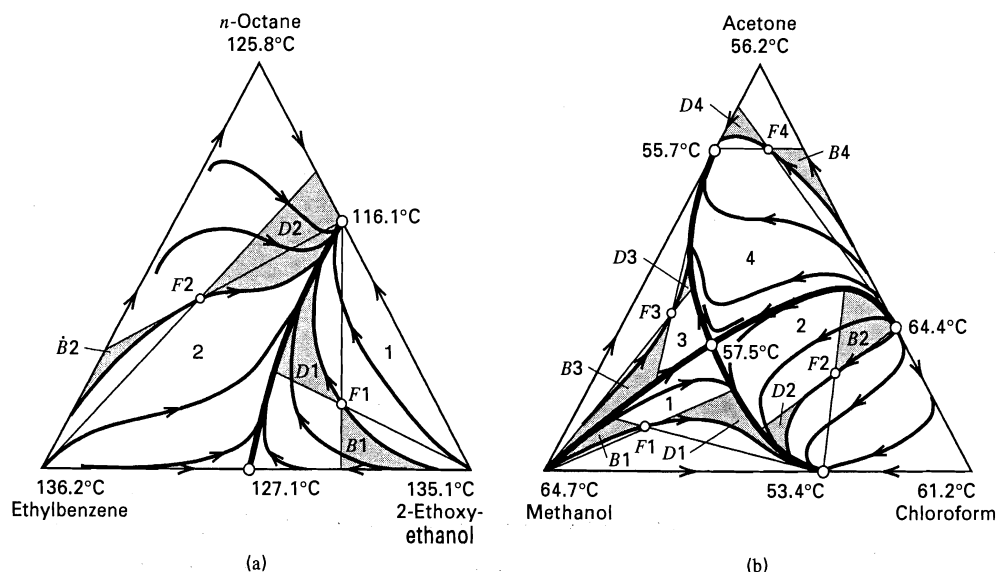 n-Octane
125.8°C
116.1°C
D2
F2
Ḃ2
2
1
D1
F1
B1
136.2°C
Ethylbenzene
127.1°C
135.1°C
2-Ethoxy-
ethanol
(a)
Acetone
56.2°C
D4
F4
55.7°C
B4
D3
4
F3
3
2
64.4°C
B2
57.5°C
F2
B3
D2
1
F1
B1
D1
64.7°C
Methanol
53.4°C
61.2°C
Chloroform
(b)